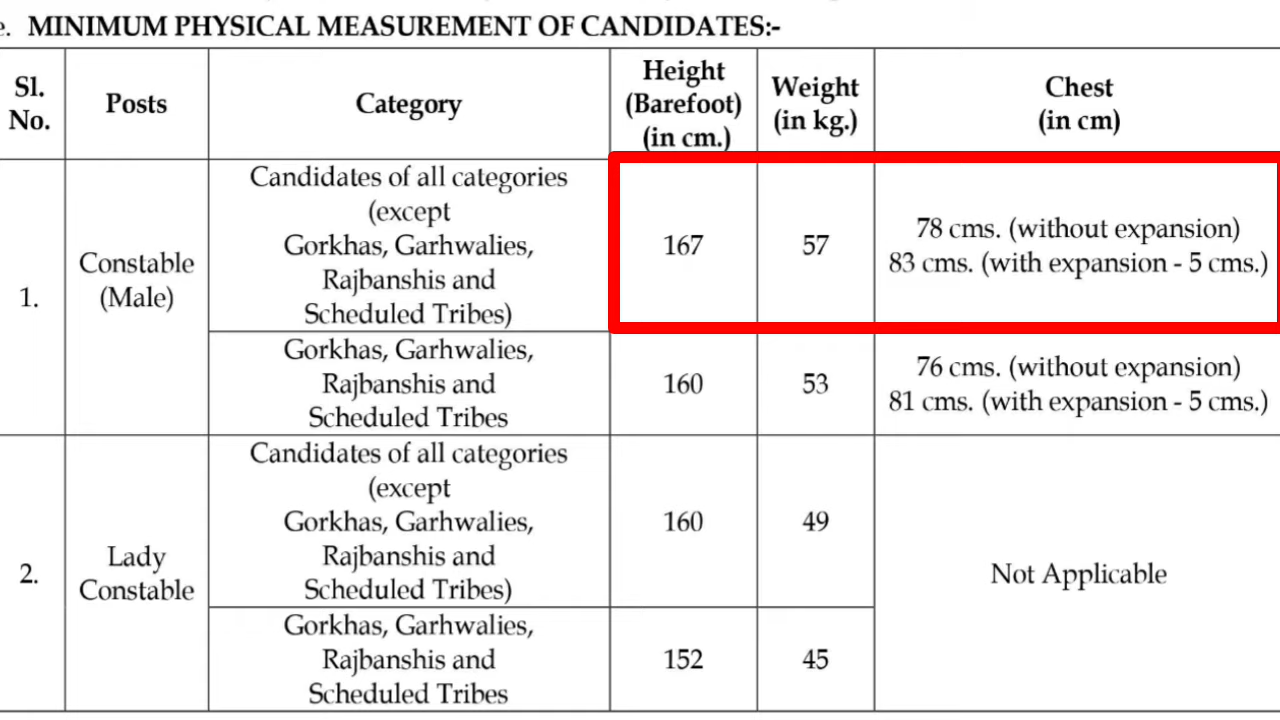 e. MINIMUM PHYSICAL MEASUREMENT OF CANDIDATES:-
Sl.
No.
Posts
Category
Height
(Barefoot)
(in cm.)
Weight
(in kg.)
Chest
(in cm)
1.
Constable
(Male)
Candidates of all categories
(except
Gorkhas, Garhwalies,
Rajbanshis and
Scheduled Tribes)
167
57
78 cms. (without expansion)
83 cms. (with expansion - 5 cms.)
Gorkhas, Garhwalies,
Rajbanshis and
Scheduled Tribes
160
53
76 cms. (without expansion)
81 cms. (with expansion - 5 cms.)
2.
Lady
Constable
Candidates of all categories
(except
Gorkhas, Garhwalies,
Rajbanshis and
Scheduled Tribes)
160
49
Not Applicable
Gorkhas, Garhwalies,
Rajbanshis and
Scheduled Tribes
152
45